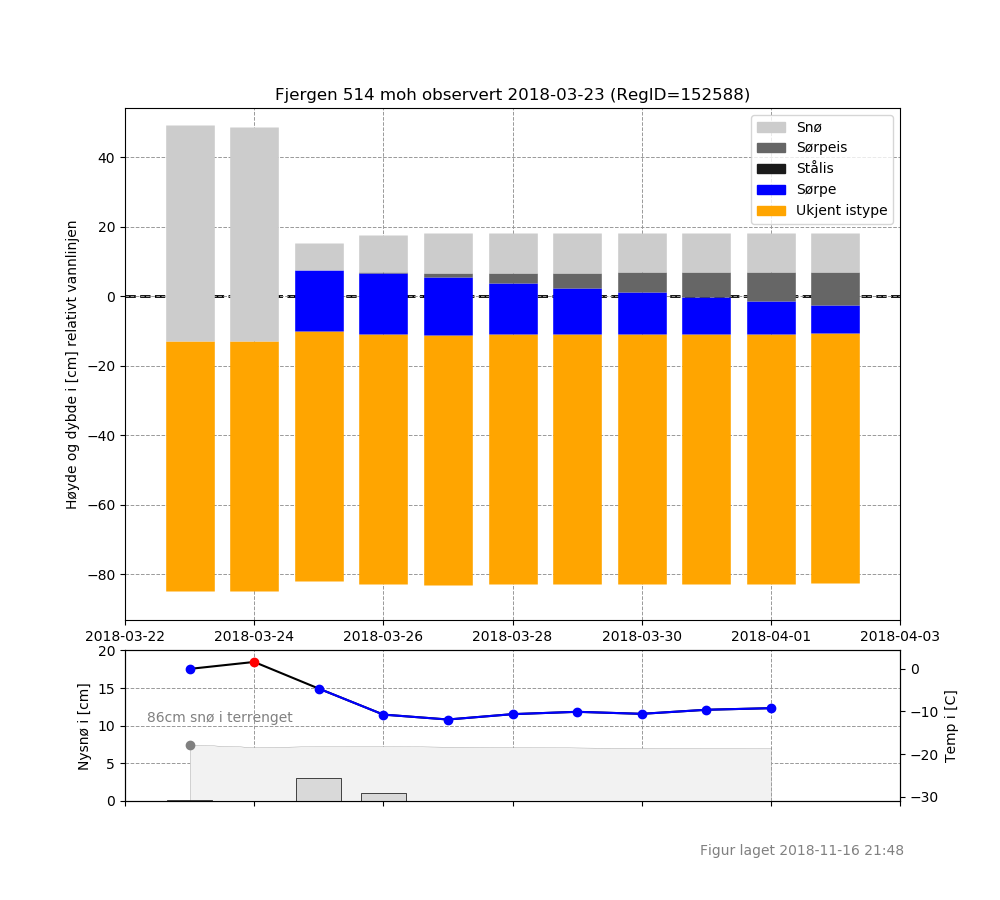 Fjergen 514 moh observert 2018-03-23 (RegID=152588)
Høyde og dybde i [cm] relativt vannlinjen
40
20
0
−20
−40
−60
−80
Snø
Sørpeis
Stålis
Sørpe
Ukjent istype
2018-03-22 2018-03-24 2018-03-26 2018-03-28 2018-03-30 2018-04-01 2018-04-03
Nysnø i [cm]
20
15
10
5
0
86cm snø i terrenget
0
−10
−20
−30
Temp i [C]
Figur laget 2018-11-16 21:48